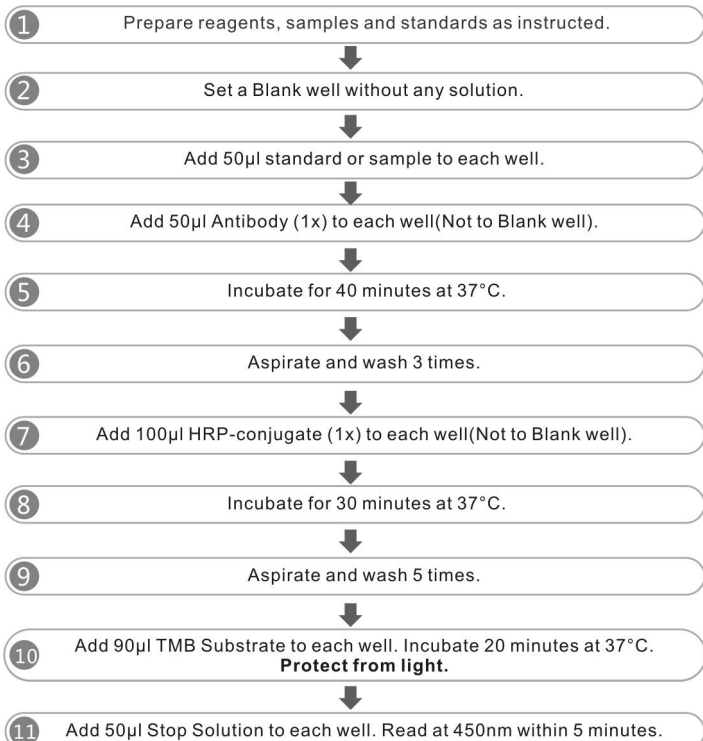 1 Prepare reagents, samples and standards as instructed.
2 Set a Blank well without any solution.
3 Add 50µl standard or sample to each well.
4 Add 50µl Antibody (1x) to each well(Not to Blank well).
5 Incubate for 40 minutes at 37°C.
6 Aspirate and wash 3 times.
7 Add 100µl HRP-conjugate (1x) to each well(Not to Blank well).
8 Incubate for 30 minutes at 37°C.
9 Aspirate and wash 5 times.
10 Add 90µl TMB Substrate to each well. Incubate 20 minutes at 37°C.
Protect from light.
11 Add 50µl Stop Solution to each well. Read at 450nm within 5 minutes.